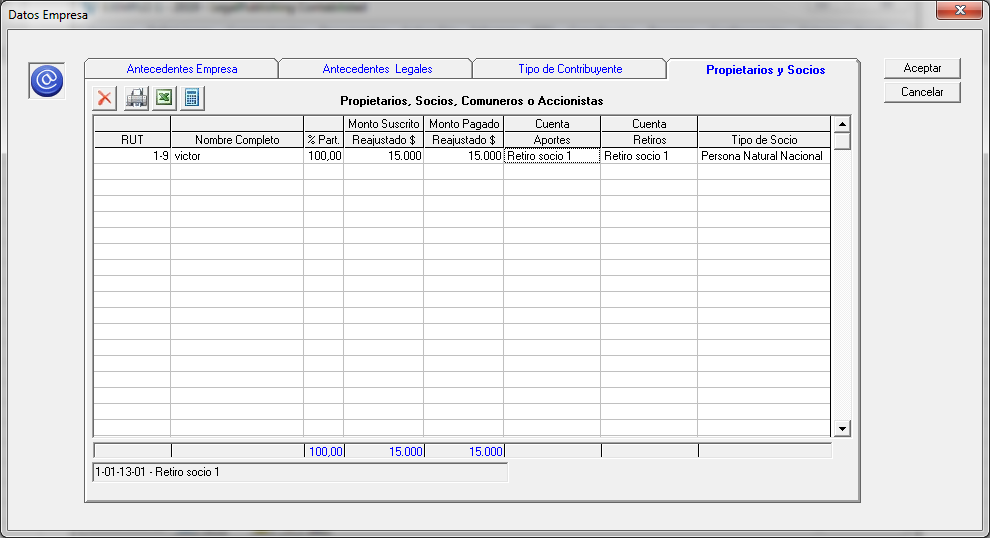 Datos Empresa
Antecedentes Empresa
Antecedentes Legales
Tipo de Contribuyente
Propietarios y Socios
Aceptar
Cancelar
Propietarios, Socios, Comuneros o Accionistas
Monto Suscrito Monto Pagado Cuenta Cuenta
RUT Nombre Completo % Part. Reajustado $ Reajustado $ Aportes Retiros Tipo de Socio
1-9 victor 100,00 15.000 15.000 Retiro socio 1 Retiro socio 1 Persona Natural Nacional
100,00 15.000 15.000
1-01-13-01 - Retiro socio 1